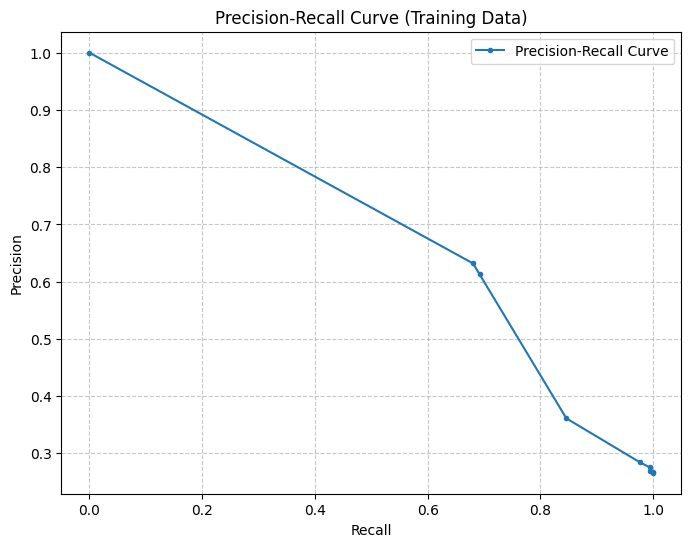 Precision-Recall Curve (Training Data)
Precision-Recall Curve
1.0
0.9
0.8
0.7
0.6
0.5
0.4
0.3
Precision
0.0 0.2 0.4 0.6 0.8 1.0
Recall